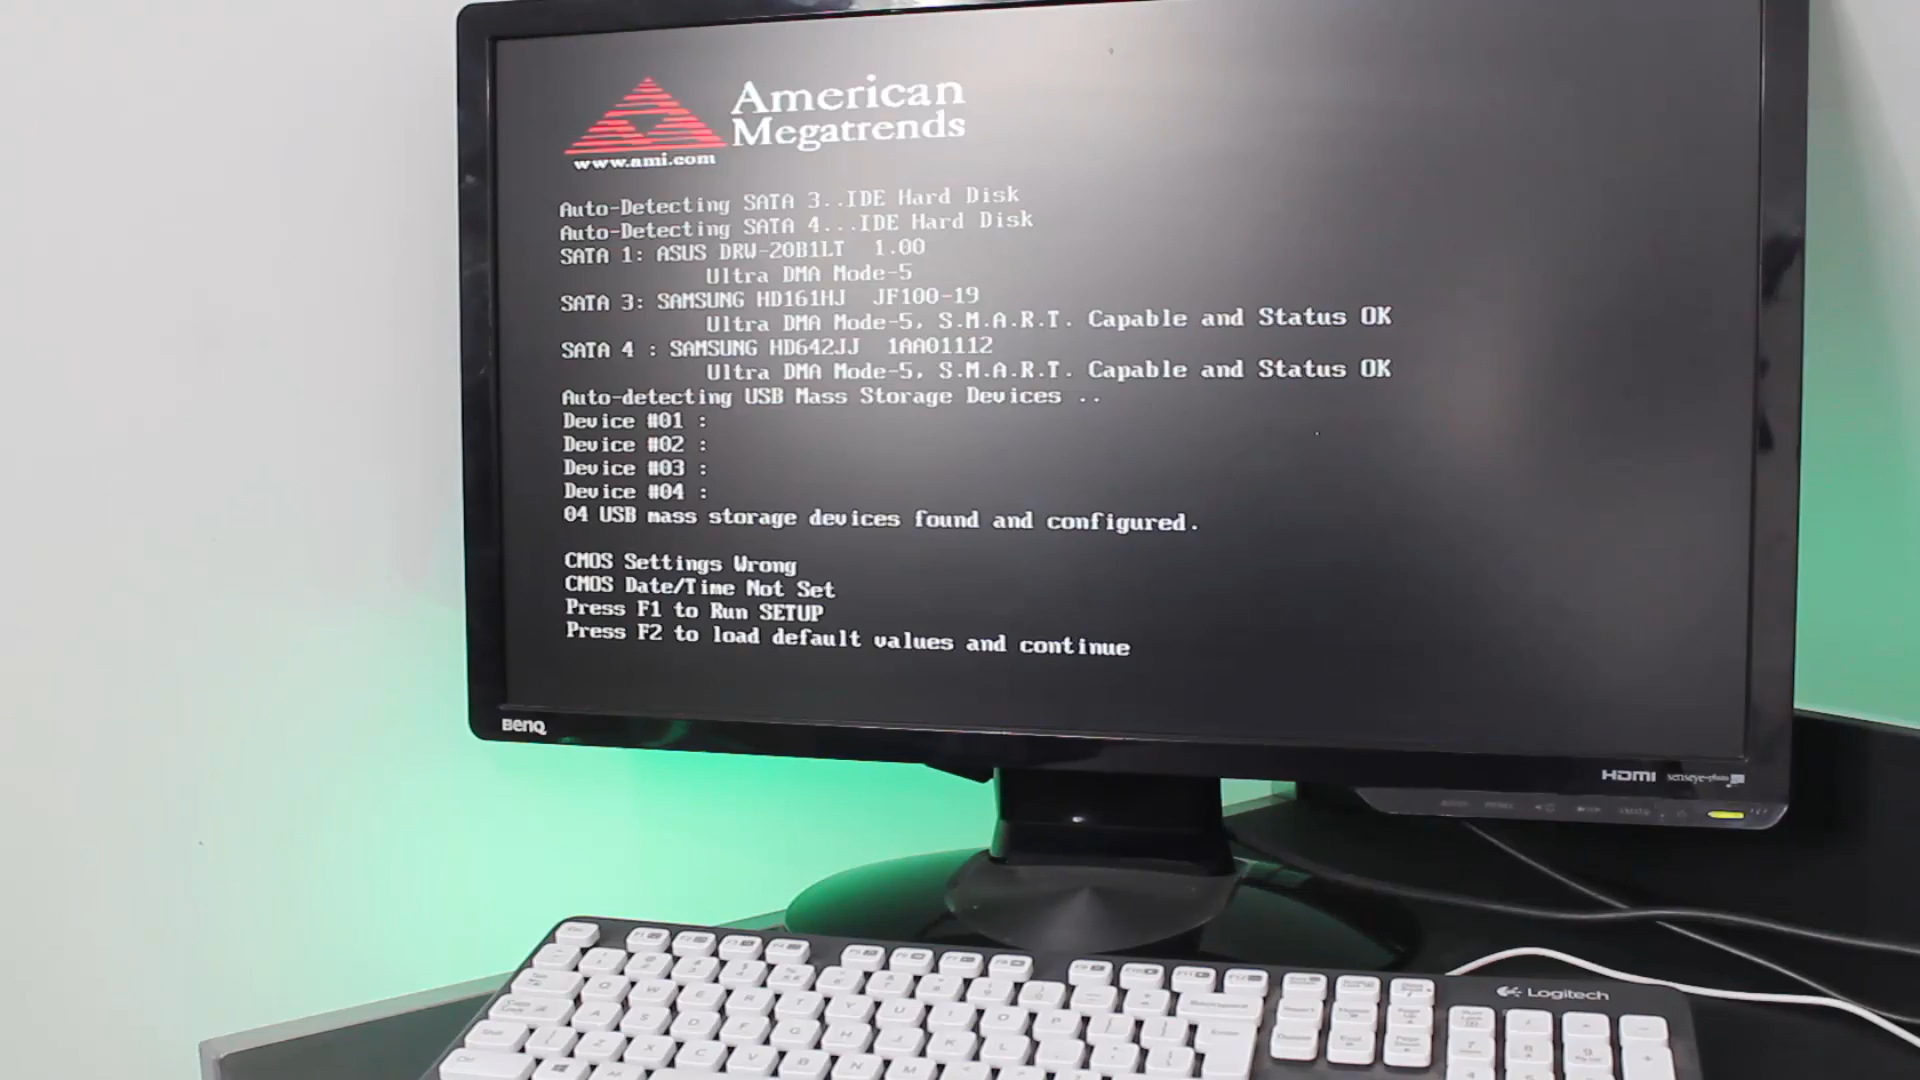 American
Megatrends
www.ami.com
Auto-Detecting SATA 3..IDE Hard Disk
Auto-Detecting SATA 4...IDE Hard Disk
SATA 1: ASUS DRW-20B1LT 1.00
Ultra DMA Mode-5
SATA 3: SAMSUNG HD161HJ JF100-19
Ultra DMA Mode-5, S.M.A.R.T. Capable and Status OK
SATA 4 : SAMSUNG HD642JJ 1AA01112
Ultra DMA Mode-5, S.M.A.R.T. Capable and Status OK
Auto-detecting USB Mass Storage Devices ..
Device #01 :
Device #02 :
Device #03 :
Device #04 :
04 USB mass storage devices found and configured.
CMOS Settings Wrong
CMOS Date/Time Not Set
Press F1 to Run SETUP
Press F2 to load default values and continue
BenQ
HDMI senseye-photo
Logitech
Q W E R T Y U I O P
A S D F G H J K L
Z X C V B N M